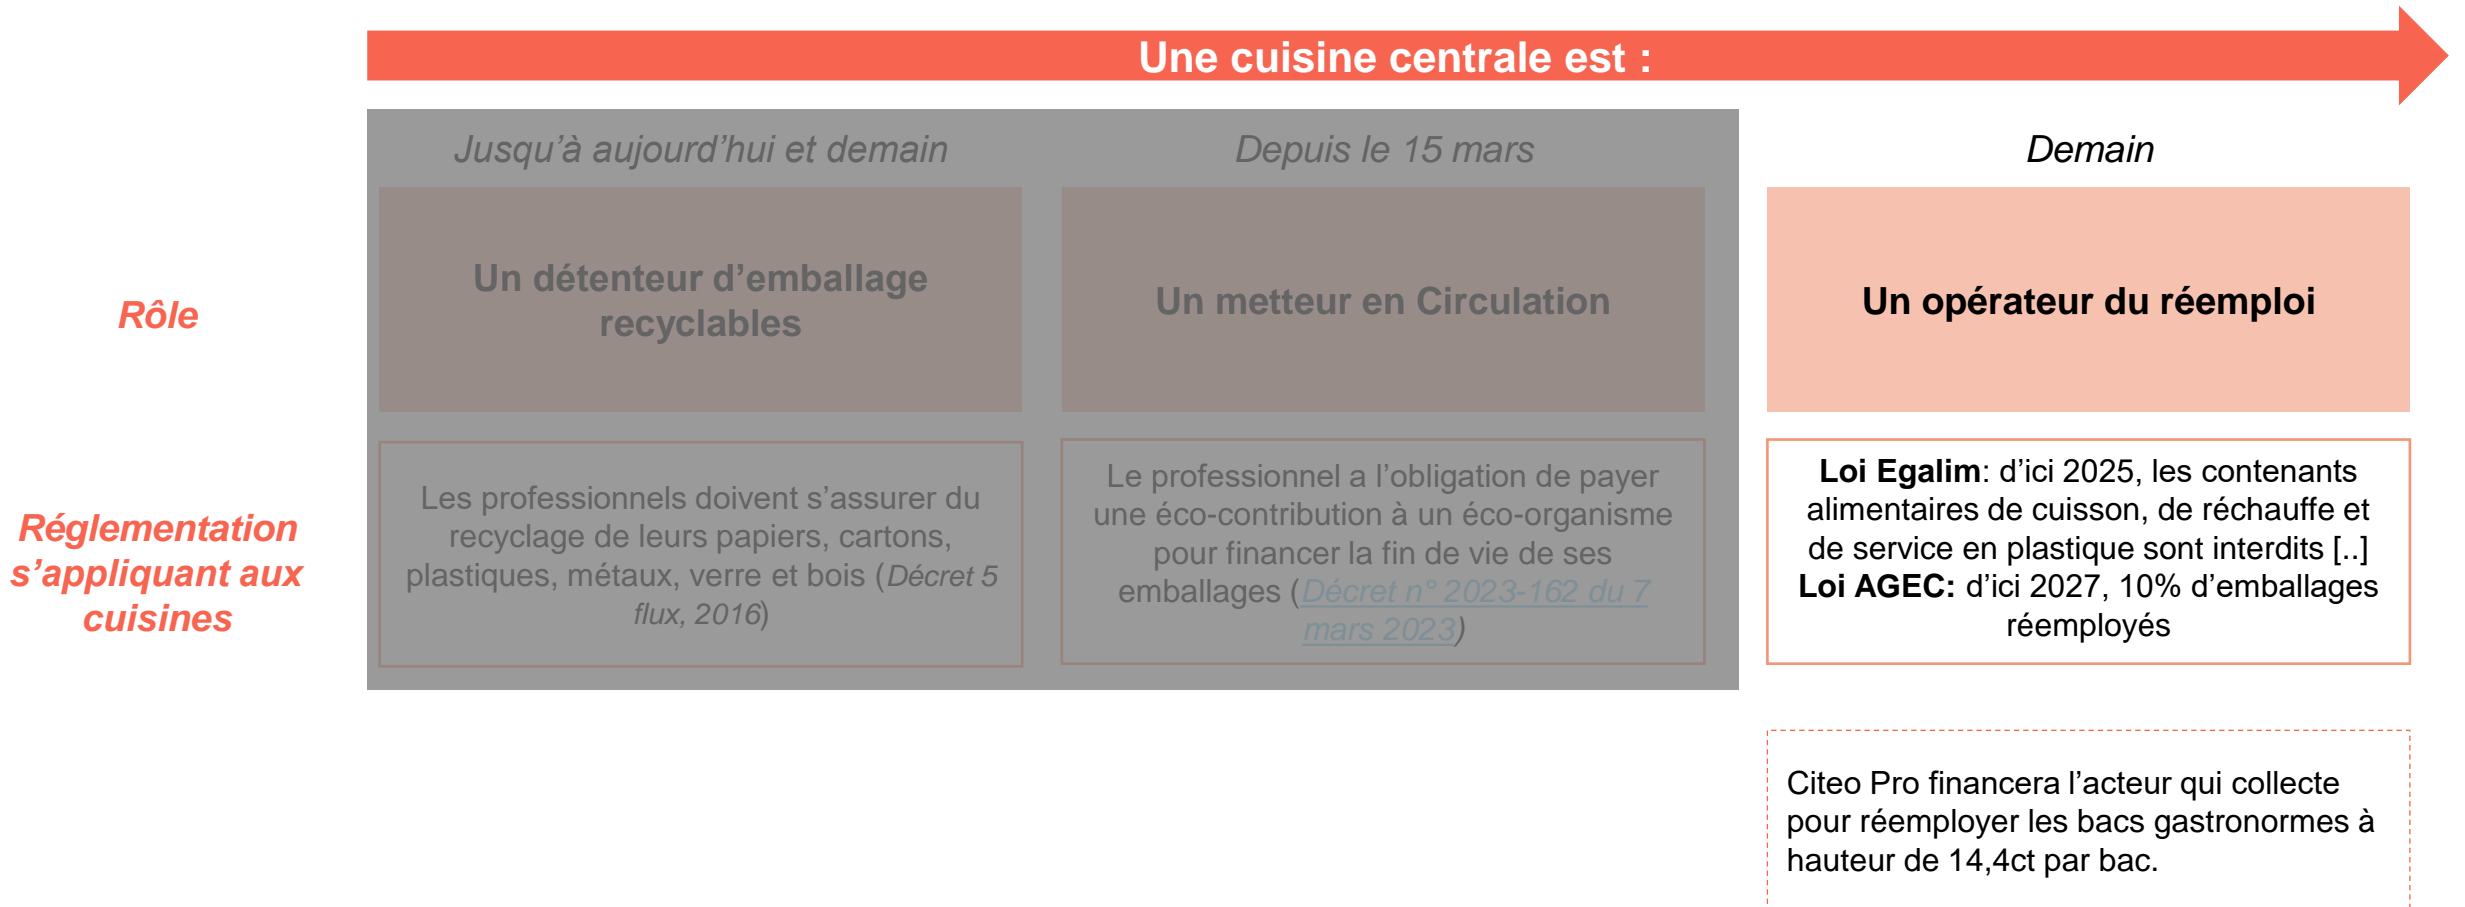 Une cuisine centrale est :
Jusqu’à aujourd’hui et demain
Depuis le 15 mars
Demain
Rôle
Un détenteur d’emballage
recyclables
Un metteur en Circulation
Un opérateur du réemploi
Réglementation
s’appliquant aux
cuisines
Les professionnels doivent s’assurer du
recyclage de leurs papiers, cartons,
plastiques, métaux, verre et bois (Décret 5
flux, 2016)
Le professionnel a l’obligation de payer
une éco-contribution à un éco-organisme
pour financer la fin de vie de ses
emballages (Décret n° 2023-162 du 7
mars 2023)
Loi Egalim: d’ici 2025, les contenants
alimentaires de cuisson, de réchauffe et
de service en plastique sont interdits [..]
Loi AGEC: d’ici 2027, 10% d’emballages
réemployés
Citeo Pro financera l’acteur qui collecte
pour réemployer les bacs gastronormes à
hauteur de 14,4ct par bac.